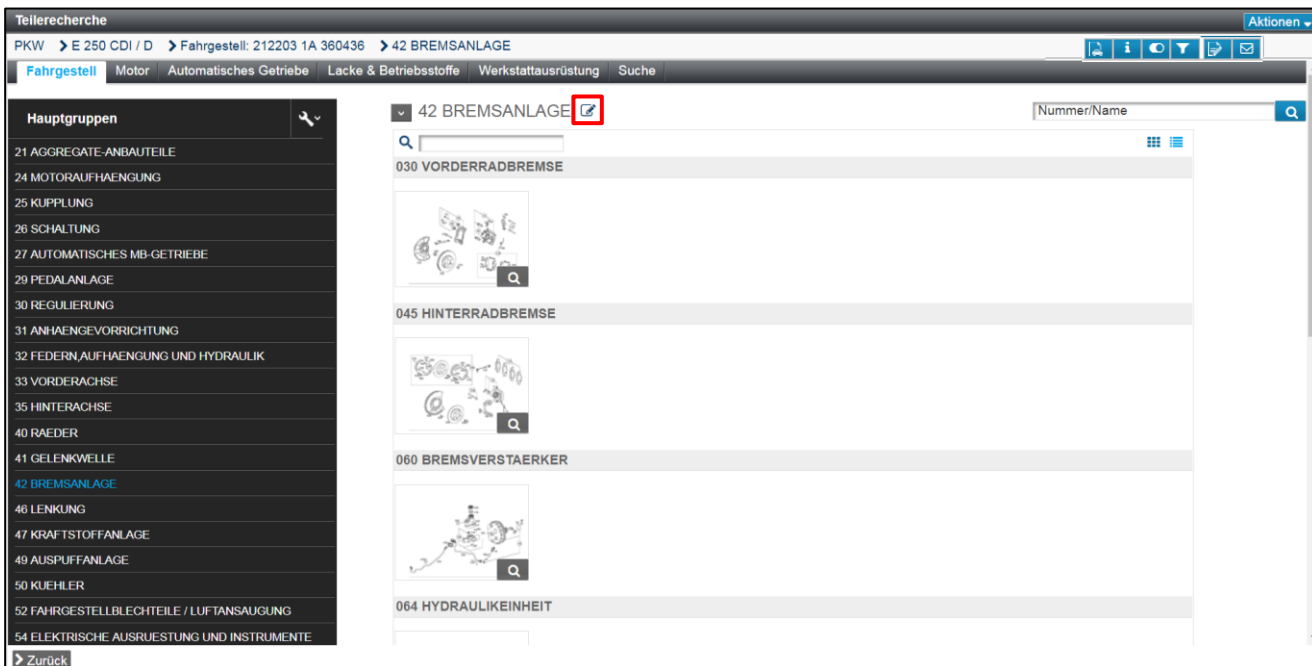 Teilerecherche
Aktionen
PKW E 250 CDI / D Fahrgestell: 212203 1A 360436 42 BREMSANLAGE
Fahrgestell Motor Automatisches Getriebe Lacke & Betriebsstoffe Werkstattausrüstung Suche
Hauptgruppen
21 AGGREGATE-ANBAUTEILE
24 MOTORAUFHAENGUNG
25 KUPPLUNG
26 SCHALTUNG
27 AUTOMATISCHES MB-GETRIEBE
29 PEDALANLAGE
30 REGULIERUNG
31 ANHAENGEVORRICHTUNG
32 FEDERN,AUFHAENGUNG UND HYDRAULIK
33 VORDERACHSE
35 HINTERACHSE
40 RAEDER
41 GELENKWELLE
42 BREMSANLAGE
46 LENKUNG
47 KRAFTSTOFFANLAGE
49 AUSPUFFANLAGE
50 KUEHLER
52 FAHRGESTELLBLECHTEILE / LUFTANSAUGUNG
54 ELEKTRISCHE AUSRUESTUNG UND INSTRUMENTE
42 BREMSANLAGE
Nummer/Name
030 VORDERRADBREMSE
045 HINTERRADBREMSE
060 BREMSVERSTAERKER
064 HYDRAULIKEINHEIT
Zurück